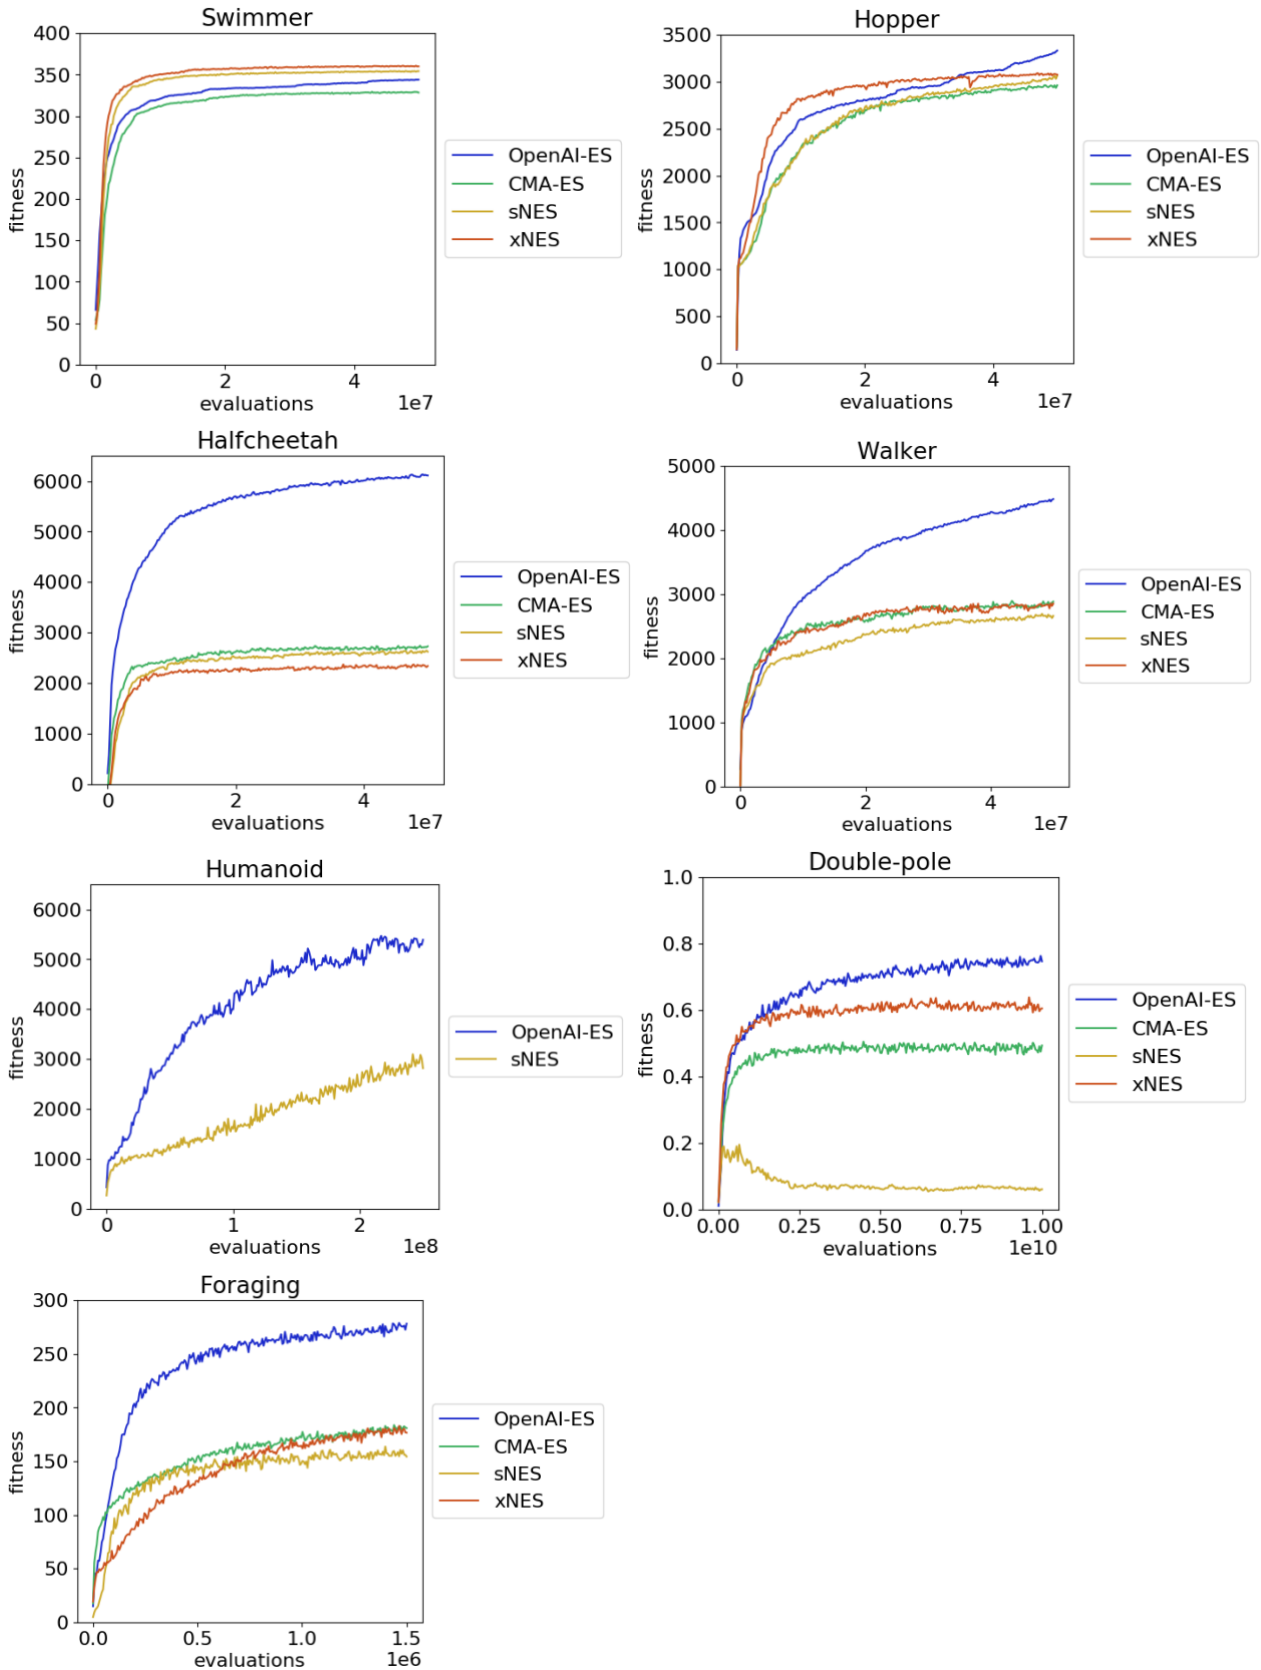 Swimmer
400
350
300
250
200
150
100
50
0
fitness
0 2 4
evaluations 1e7
OpenAI-ES
CMA-ES
sNES
xNES
Hopper
3500
3000
2500
2000
1500
1000
500
0
fitness
0 2 4
evaluations 1e7
OpenAI-ES
CMA-ES
sNES
xNES
Halfcheetah
6000
5000
4000
3000
2000
1000
0
fitness
0 2 4
evaluations 1e7
OpenAI-ES
CMA-ES
sNES
xNES
Walker
5000
4000
3000
2000
1000
0
fitness
0 2 4
evaluations 1e7
OpenAI-ES
CMA-ES
sNES
xNES
Humanoid
6000
5000
4000
3000
2000
1000
0
fitness
0 1 2
evaluations 1e8
OpenAI-ES
sNES
Double-pole
1.0
0.8
0.6
0.4
0.2
0.0
fitness
0.00 0.25 0.50 0.75 1.00
evaluations 1e10
OpenAI-ES
CMA-ES
sNES
xNES
Foraging
300
250
200
150
100
50
0
fitness
0.0 0.5 1.0 1.5
evaluations 1e6
OpenAI-ES
CMA-ES
sNES
xNES